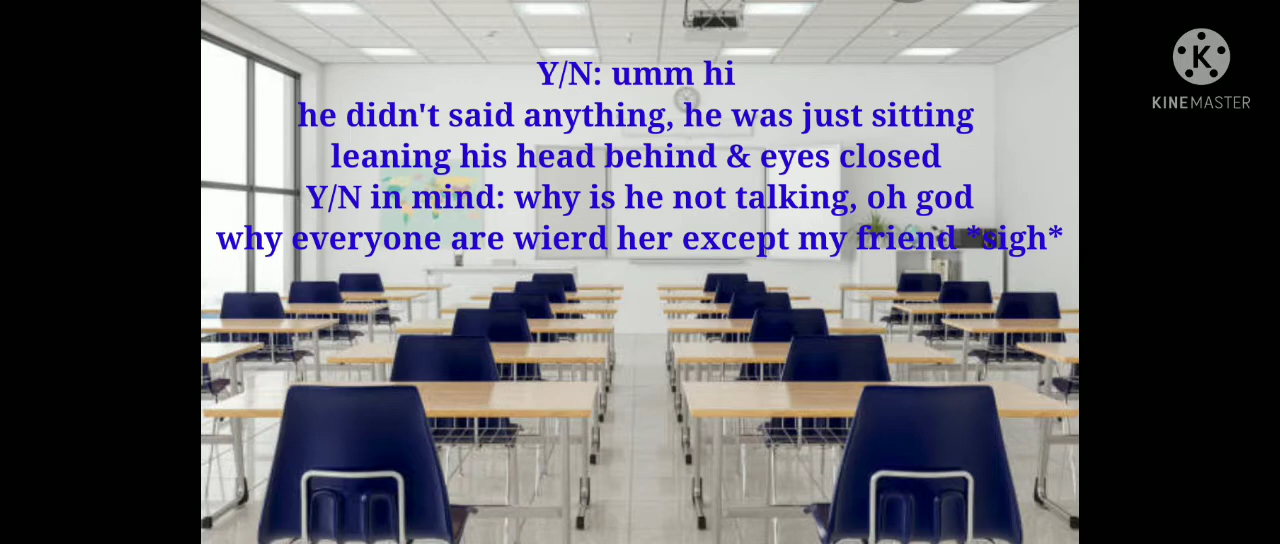 Y/N: umm hi
he didn't said anything, he was just sitting
leaning his head behind & eyes closed
Y/N in mind: why is he not talking, oh god
why everyone are wierd her except my friend *sigh*
K
KINEMASTER